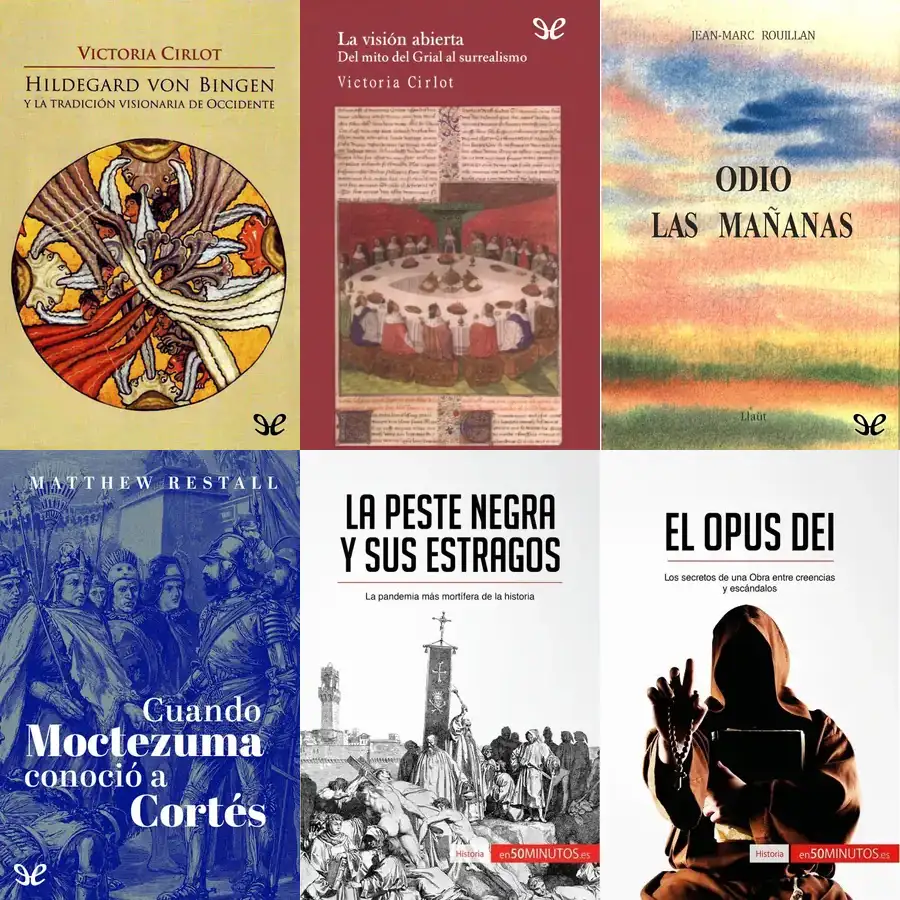 VICTORIA CIRLOT
HILDEGARD VON BINGEN
Y LA TRADICIÓN VISIONARIA DE OCCIDENTE
La visión abierta
Del mito del Grial al surrealismo
Victoria Cirlot
JEAN-MARC ROUILLAN
ODIO
LAS MAÑANAS
Llaüt
MATTHEW RESTALL
Cuando
Moctezuma
conoció a
Cortés
LA PESTE NEGRA
Y SUS ESTRAGOS
La pandemia más mortífera de la historia
Historia
en50MINUTOS.es
EL OPUS DEI
Los secretos de una Obra entre creencias
y escándalos
Historia
en50MINUTOS.es